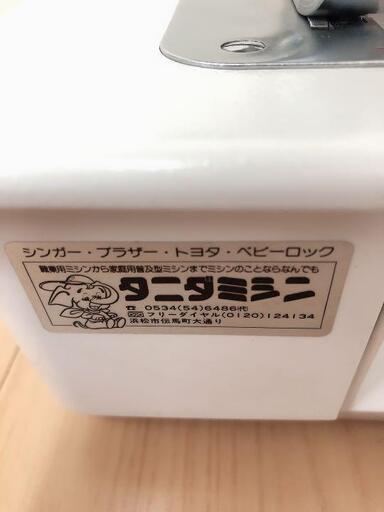 シンガー・ブラザー・トヨタ・ベビーロック
職業用ミシンから家庭用普及型ミシンまでミシンのことならなんでも
タニダミシン
☎ 0534(54)6486代
フリーダイヤル(0120)124134
浜松市伝馬町大通り